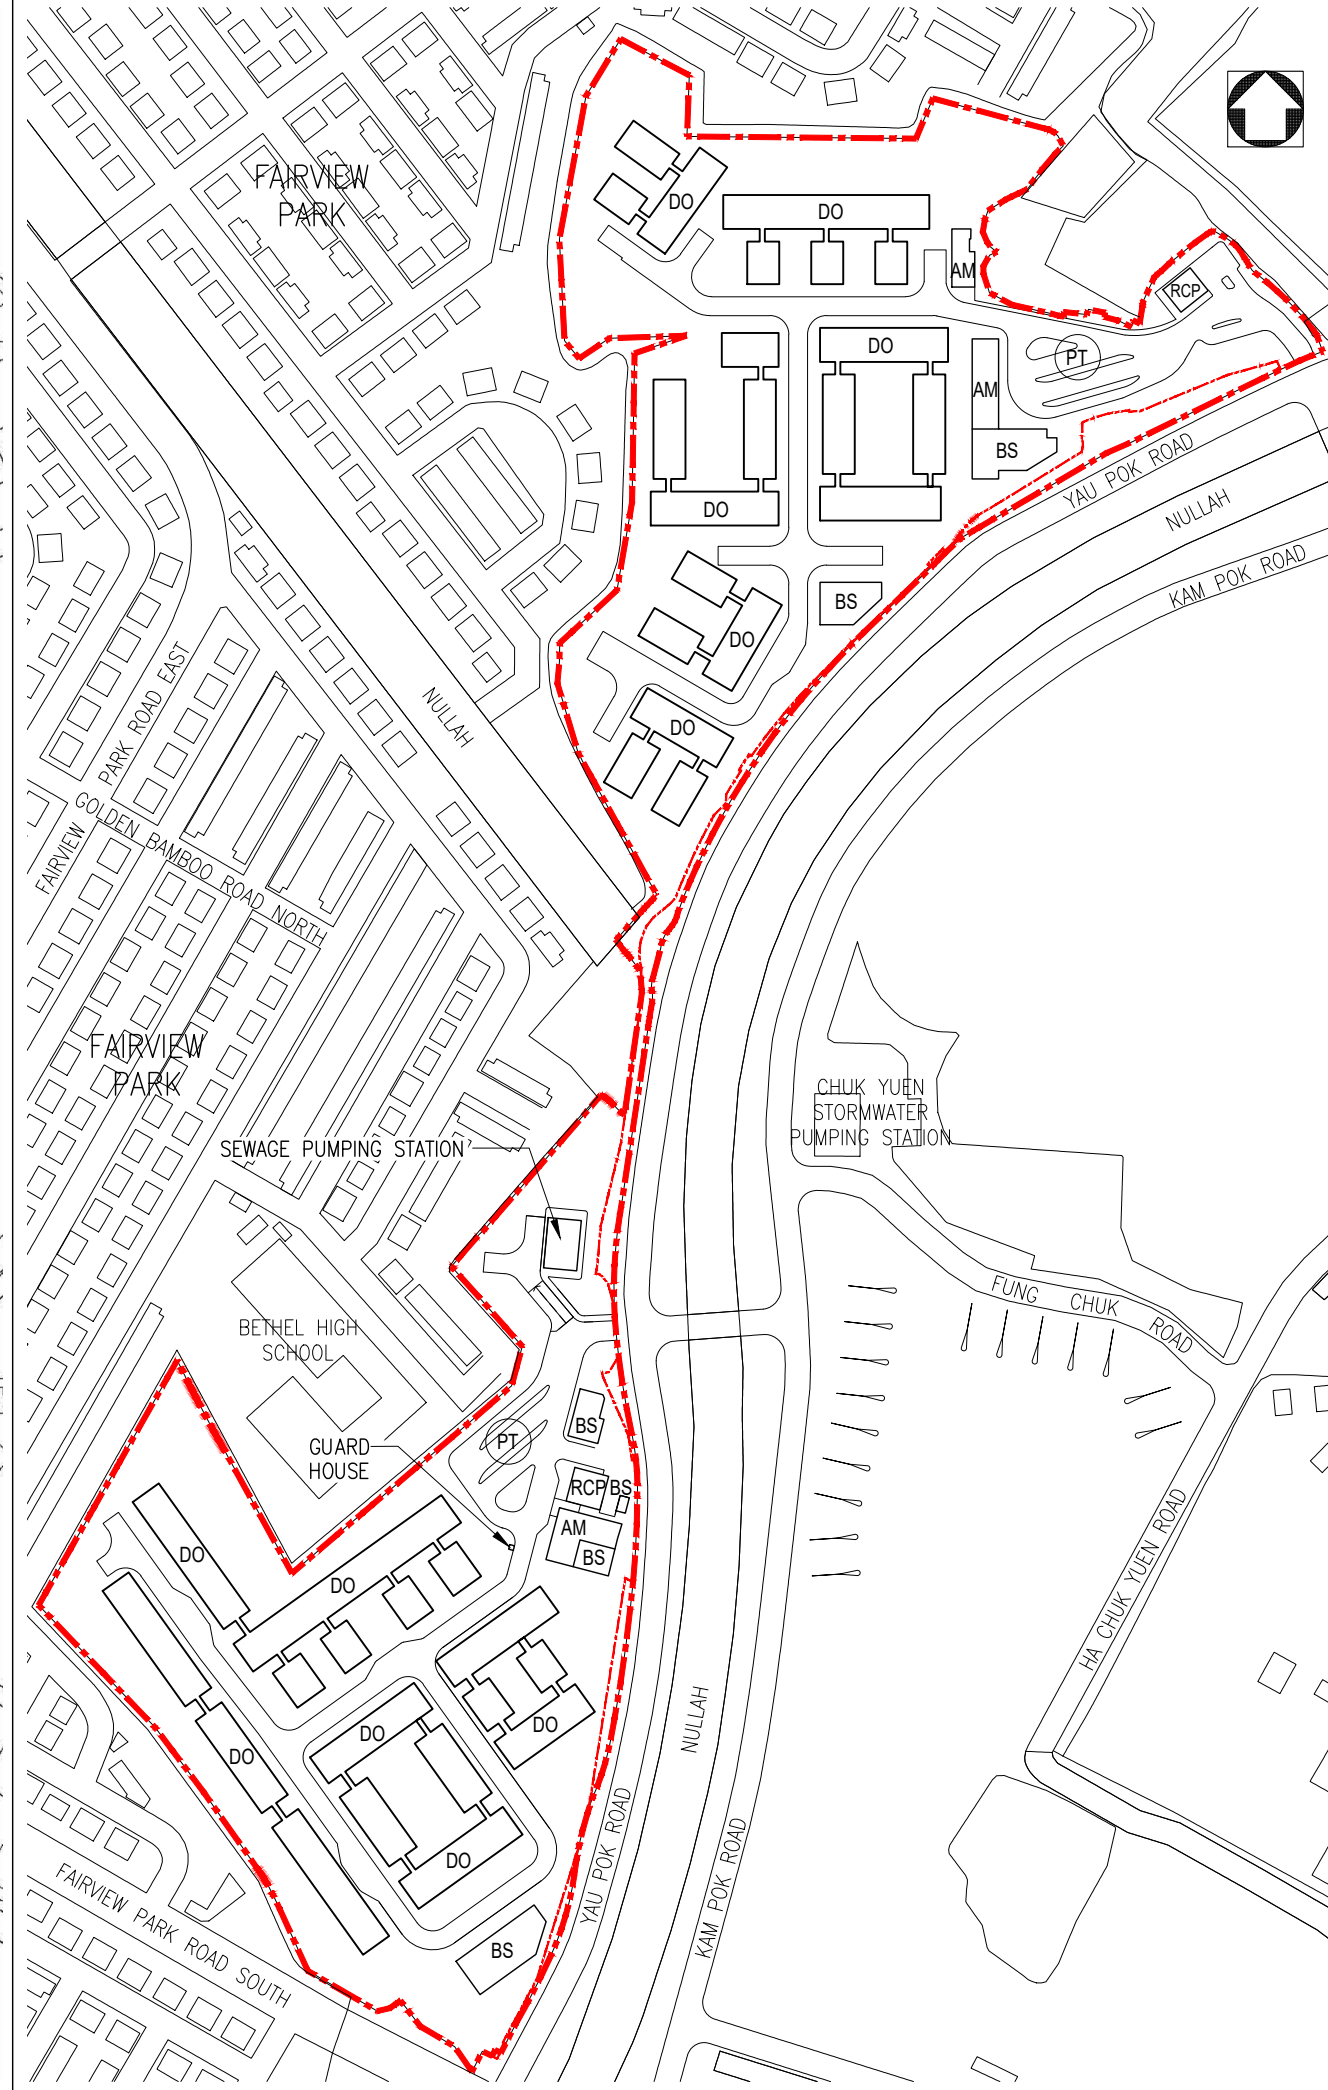 FAIRVIEW
PARK
DO
DO
AM
RCP
DO
PT
AM
BS
DO
YAU POK ROAD
NULLAH
KAM POK ROAD
BS
DO
DO
NULLAH
FAIRVIEW PARK ROAD EAST
GOLDEN BAMBOO ROAD NORTH
FAIRVIEW
PARK
CHUK YUEN
STORMWATER
PUMPING STATION
SEWAGE PUMPING STATION
FUNG CHUK ROAD
BETHEL HIGH
SCHOOL
GUARD
HOUSE
PT
BS
RCP
BS
AM
BS
DO
DO
HA CHUK YUEN ROAD
DO
DO
DO
DO
NULLAH
YAU POK ROAD
KAM POK ROAD
FAIRVIEW PARK ROAD SOUTH
BS